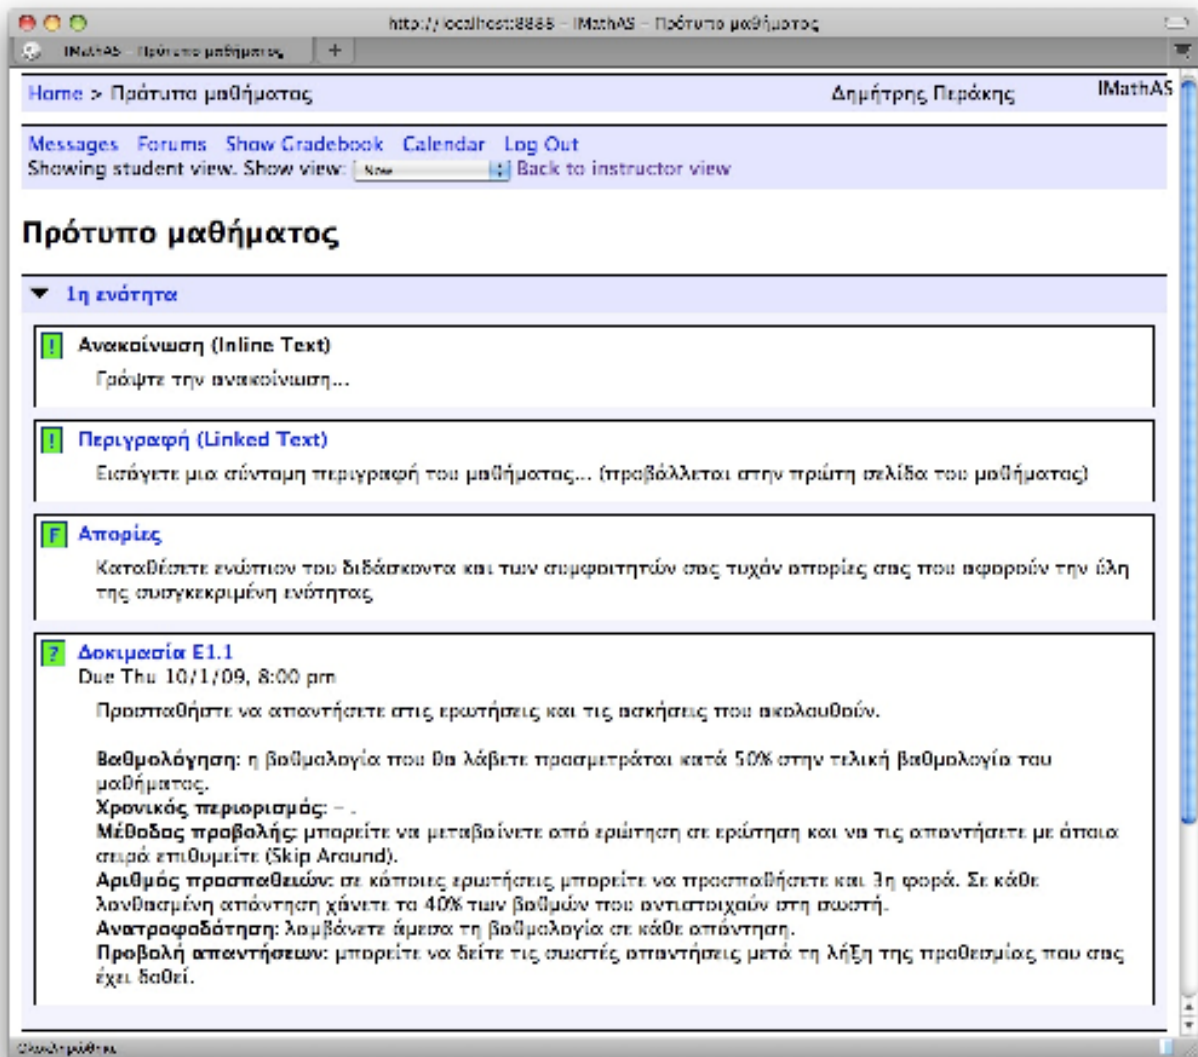 http://localhost:8888 – IMathAS – Πρότυπο μαθήματος
IMathAS – Πρότυπο μαθήματος +
Home > Πρότυπο μαθήματος Δημήτρης Περάκης IMathAS
Messages Forums Show Gradebook Calendar Log Out
Showing student view. Show view: Now Back to instructor view
Πρότυπο μαθήματος
1η ενότητα
! Ανακοίνωση (Inline Text)
Γράψτε την ανακοίνωση...
! Περιγραφή (Linked Text)
Εισάγετε μια σύντομη περιγραφή του μαθήματος... (προβάλλεται στην πρώτη σελίδα του μαθήματος)
F Απορίες
Καταθέσετε ενώπιον του διδάσκοντα και των συμφοιτητών σας τυχόν απορίες σας που αφορούν την ύλη
της συσγκεκριμένη ενότητας
? Δοκιμασία Ε1.1
Due Thu 10/1/09, 8:00 pm
Προσπαθήστε να απαντήσετε στις ερωτήσεις και τις ασκήσεις που ακολουθούν.
Βαθμολόγηση: η βαθμολογία που θα λάβετε προσμετράται κατά 50% στην τελική βαθμολογία του
μαθήματος.
Χρονικός περιορισμός: – .
Μέθοδος προβολής: μπορείτε να μεταβαίνετε από ερώτηση σε ερώτηση και να τις απαντήσετε με όποια
σειρά επιθυμείτε (Skip Around).
Αριθμός προσπαθειών: σε κάποιες ερωτήσεις μπορείτε να προσπαθήσετε και 3η φορά. Σε κάθε
λανθασμένη απάντηση χάνετε το 40% των βαθμών που αντιστοιχούν στη σωστή.
Ανατροφοδότηση: λαμβάνετε άμεσα τη βαθμολογία σε κάθε απάντηση.
Προβολή απαντήσεων: μπορείτε να δείτε τις σωστές απαντήσεις μετά τη λήξη της προθεσμίας που σας
έχει δοθεί.
Ολοκληρώθηκε